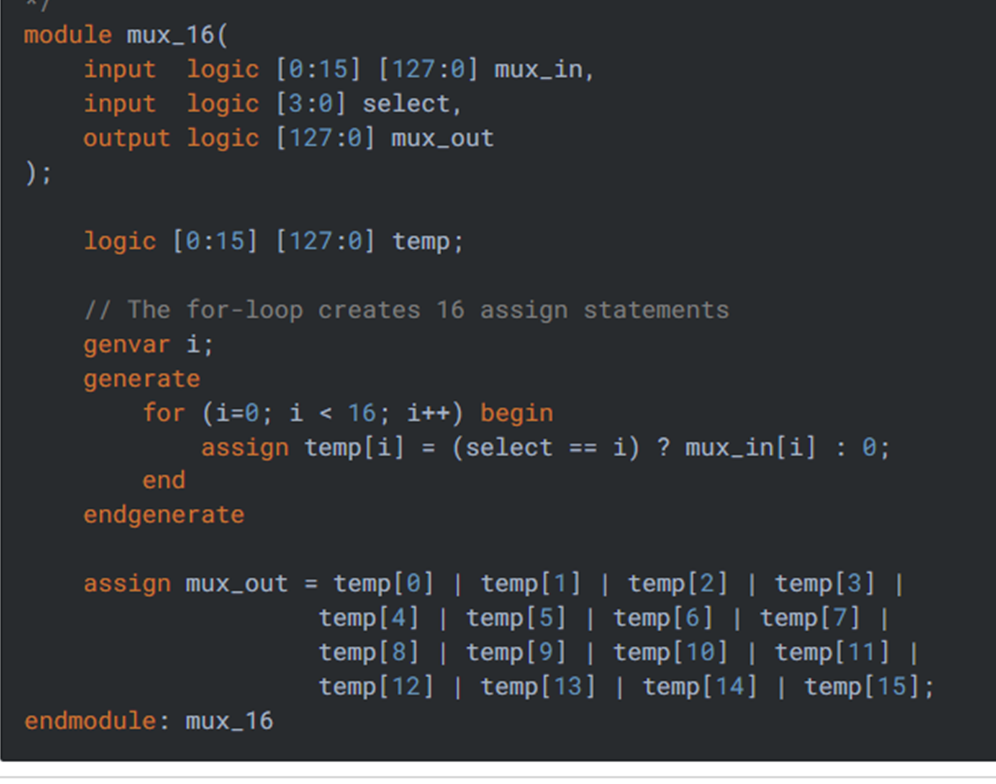 */
module mux_16(
    input  logic [0:15] [127:0] mux_in,
    input  logic [3:0] select,
    output logic [127:0] mux_out
);
    logic [0:15] [127:0] temp;
    // The for-loop creates 16 assign statements
    genvar i;
    generate
        for (i=0; i < 16; i++) begin
            assign temp[i] = (select == i) ? mux_in[i] : 0;
        end
    endgenerate
    assign mux_out = temp[0] | temp[1] | temp[2] | temp[3] |
                    temp[4] | temp[5] | temp[6] | temp[7] |
                    temp[8] | temp[9] | temp[10] | temp[11] |
                    temp[12] | temp[13] | temp[14] | temp[15];
endmodule: mux_16